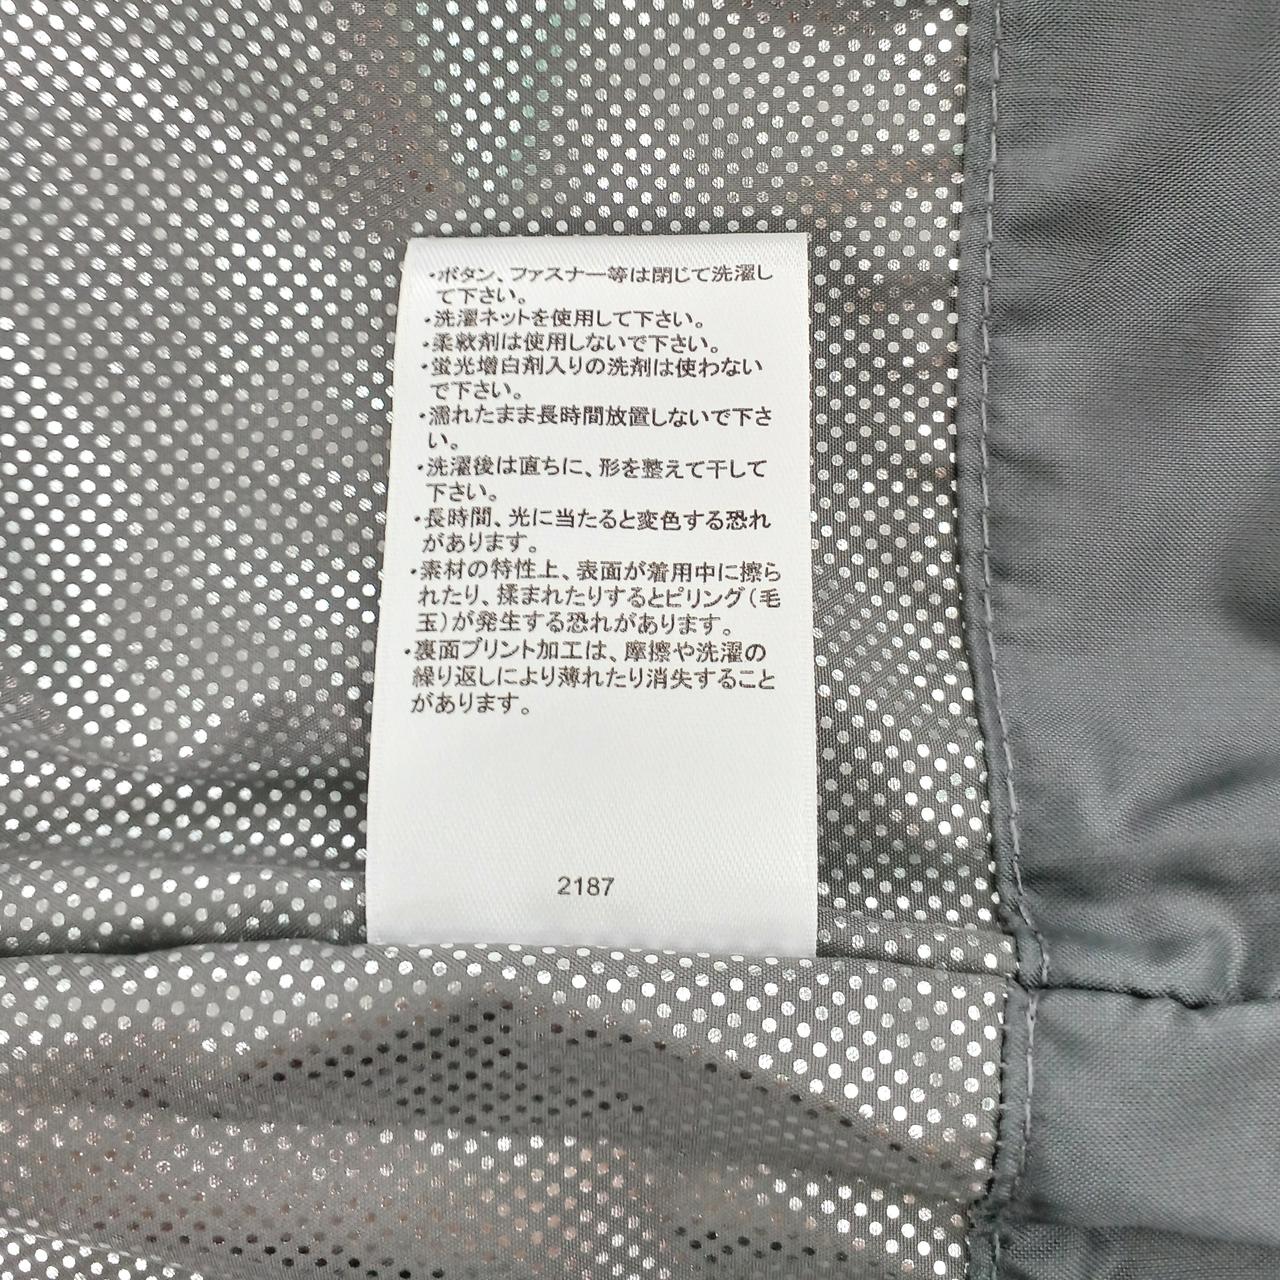 ・ボタン、ファスナー等は閉じて洗濯し
て下さい。
・洗濯ネットを使用して下さい。
・柔軟剤は使用しないで下さい。
・蛍光増白剤入りの洗剤は使わない
で下さい。
・濡れたまま長時間放置しないで下さ
い。
・洗濯後は直ちに、形を整えて干して
下さい。
・長時間、光に当たると変色する恐れ
があります。
・素材の特性上、表面が着用中に擦ら
れたり、揉まれたりするとピリング(毛
玉)が発生する恐れがあります。
・裏面プリント加工は、摩擦や洗濯の
繰り返しにより薄れたり消失すること
があります。
2187